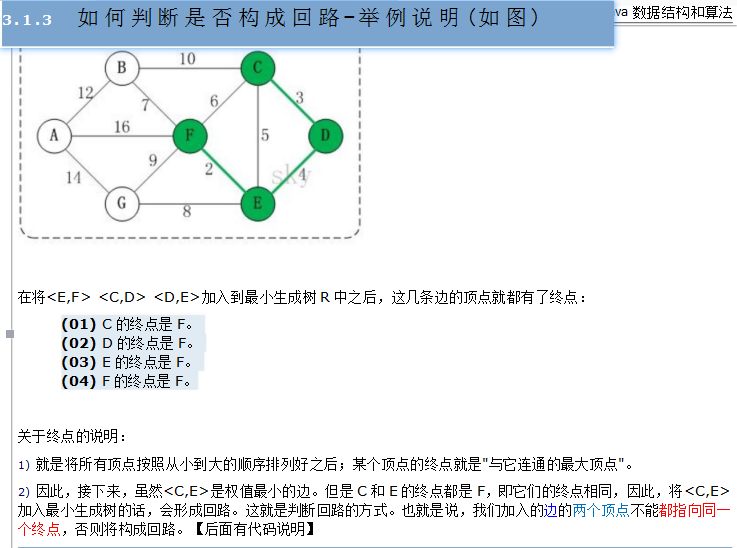 3.1.3 如何判断是否构成回路-举例说明(如图)
va 数据结构和算法
B 10 C
12 7 6 3
A 16 F 5 D
14 9 2 4
sky
G 8 E
在将<E,F> <C,D> <D,E>加入到最小生成树 R 中之后，这几条边的顶点就都有了终点：
(01) C 的终点是 F。
(02) D 的终点是 F。
(03) E 的终点是 F。
(04) F 的终点是 F。
关于终点的说明：
1) 就是将所有顶点按照从小到大的顺序排列好之后；某个顶点的终点就是"与它连通的最大顶点"。
2) 因此，接下来，虽然<C,E>是权值最小的边。但是 C 和 E 的终点都是 F，即它们的终点相同，因此，将<C,E>
加入最小生成树的话，会形成回路。这就是判断回路的方式。也就是说，我们加入的边的两个顶点不能都指向同一
个终点，否则将构成回路。【后面有代码说明】